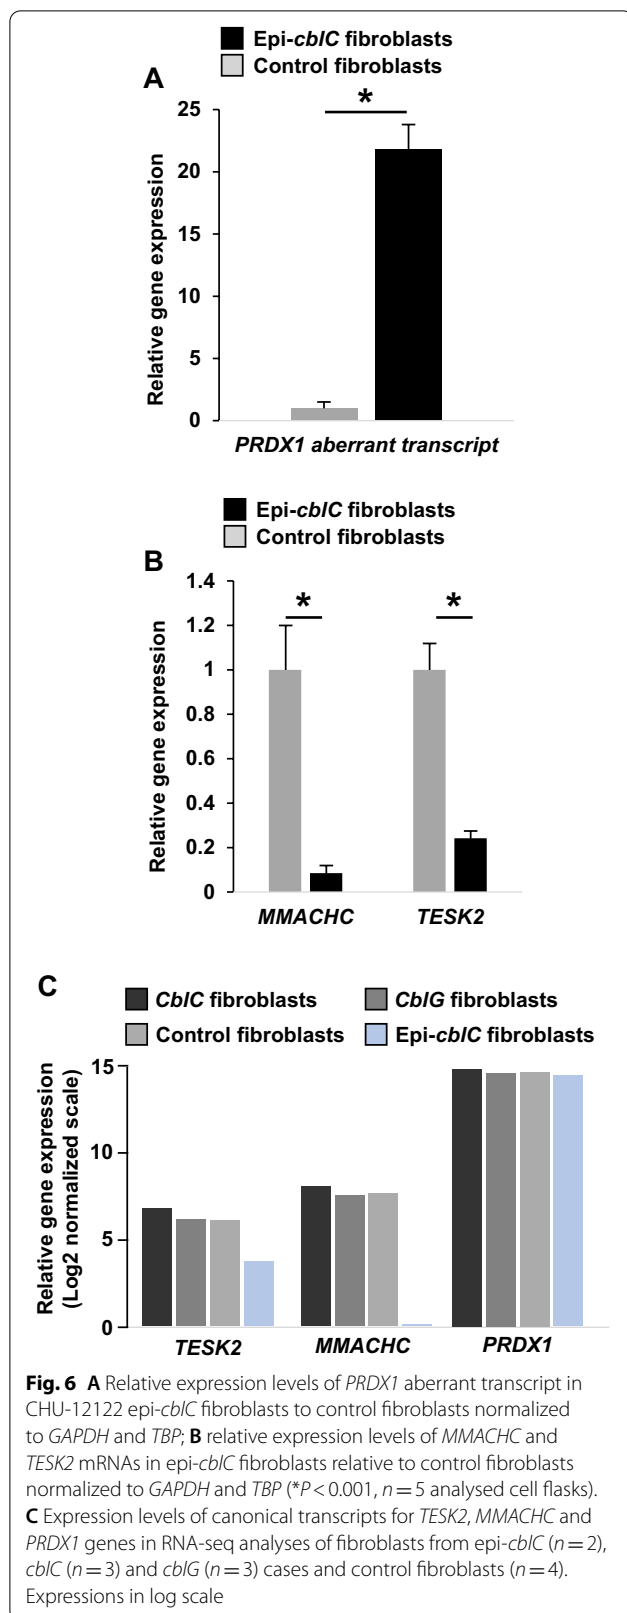 Epi-cblC fibroblasts
Control fibroblasts
A
*
25
20
15
10
5
0
Relative gene expression
PRDX1 aberrant transcript
Epi-cblC fibroblasts
Control fibroblasts
B
1.4
1.2
1
0.8
0.6
0.4
0.2
0
Relative gene expression
* *
MMACHC TESK2
C
CblC fibroblasts CblG fibroblasts
Control fibroblasts Epi-cblC fibroblasts
15
10
5
0
Relative gene expression
(Log2 normalized scale)
TESK2 MMACHC PRDX1
Fig. 6 A Relative expression levels of PRDX1 aberrant transcript in
CHU-12122 epi-cblC fibroblasts to control fibroblasts normalized
to GAPDH and TBP; B relative expression levels of MMACHC and
TESK2 mRNAs in epi-cblC fibroblasts relative to control fibroblasts
normalized to GAPDH and TBP (*P < 0.001, n = 5 analysed cell flasks).
C Expression levels of canonical transcripts for TESK2, MMACHC and
PRDX1 genes in RNA-seq analyses of fibroblasts from epi-cblC (n = 2),
cblC (n = 3) and cblG (n = 3) cases and control fibroblasts (n = 4).
Expressions in log scale